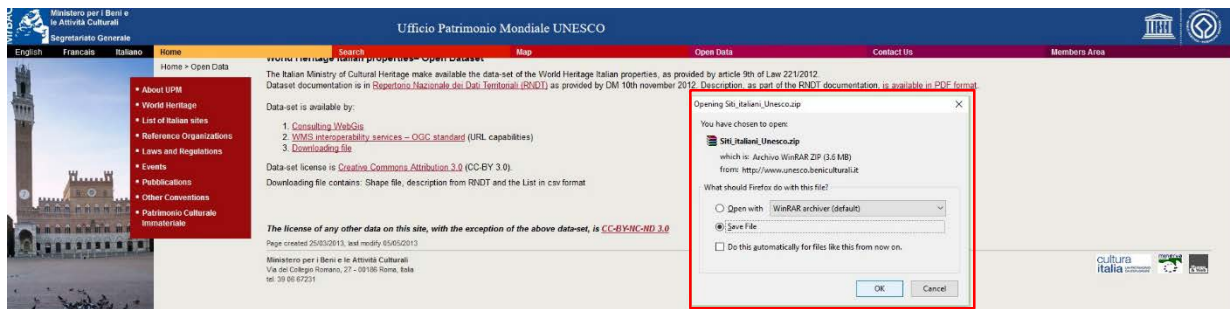 Ministero per i Beni e
le Attività Culturali
Segretariato Generale
Ufficio Patrimonio Mondiale UNESCO
English Francais Italiano Home Search Map Open Data Contact Us Members Area
Home > Open Data
World Heritage Italian properties– Open Dataset
The Italian Ministry of Cultural Heritage make available the data-set of the World Heritage Italian properties, as provided by article 9th of Law 221/2012.
Dataset documentation is in Repertorio Nazionale dei Dati Territoriali (RNDT) as provided by DM 10th november 2012. Description, as part of the RNDT documentation, is available in PDF format.
• About UPM
• World Heritage
• List of Italian sites
• Reference Organizations
• Laws and Regulations
• Events
• Pubblications
• Other Conventions
• Patrimonio Culturale
Immateriale
Data-set is available by:
1. Consulting WebGis
2. WMS interoperability services – OGC standard (URL capabilities)
3. Downloading file
Data-set license is Creative Commons Attribution 3.0 (CC-BY 3.0).
Downloading file contains: Shape file, description from RNDT and the List in csv format
The license of any other data on this site, with the exception of the above data-set, is CC-BY-NC-ND 3.0
Page created 25/03/2013, last modify 05/05/2013
Ministero per i Beni e le Attività Culturali
Via del Collegio Romano, 27 - 00186 Roma, Italia
tel. 39 06 67231
Opening Siti_italiani_Unesco.zip
You have chosen to open:
Siti_italiani_Unesco.zip
which is: Archivo WinRAR ZIP (3.6 MB)
from: http://www.unesco.beniculturali.it
What should Firefox do with this file?
Open with WinRAR archiver (default)
Save File
Do this automatically for files like this from now on.
OK Cancel
cultura
italia